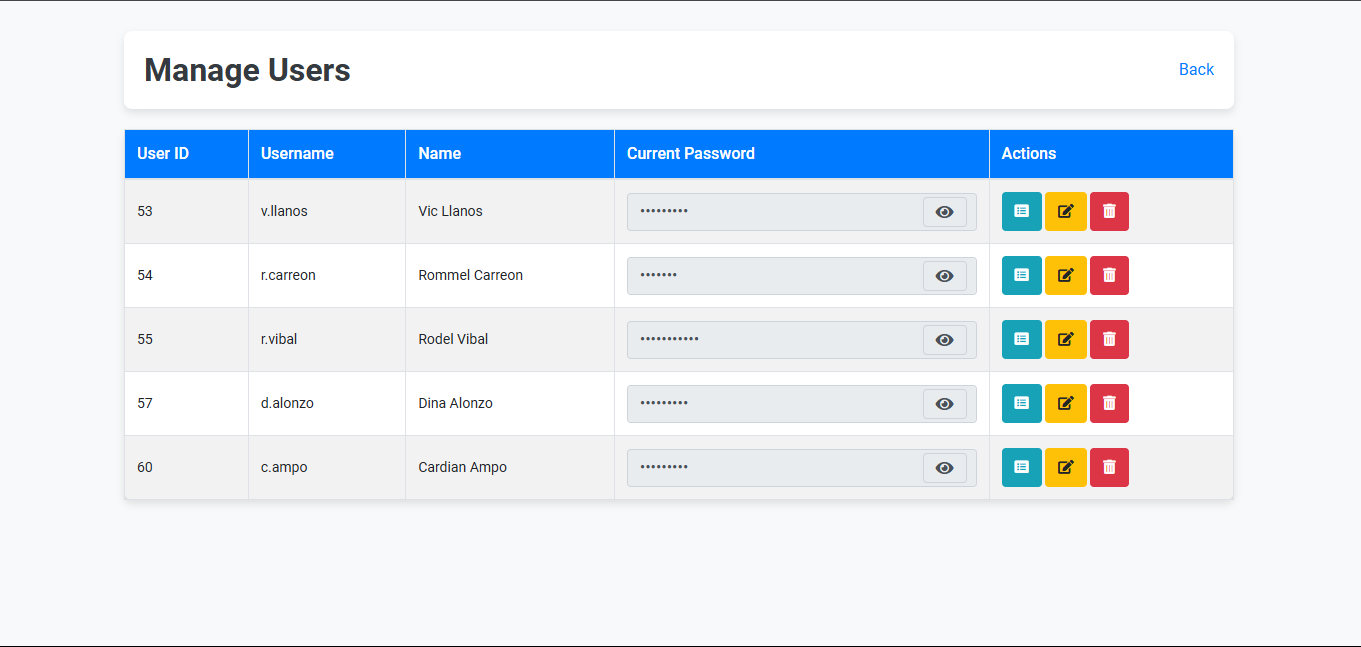 Manage Users
Back
User ID Username Name Current Password Actions
53 v.llanos Vic Llanos •••••••••
54 r.carreon Rommel Carreon •••••••
55 r.vibal Rodel Vibal •••••••••••
57 d.alonzo Dina Alonzo •••••••••
60 c.ampo Cardian Ampo •••••••••